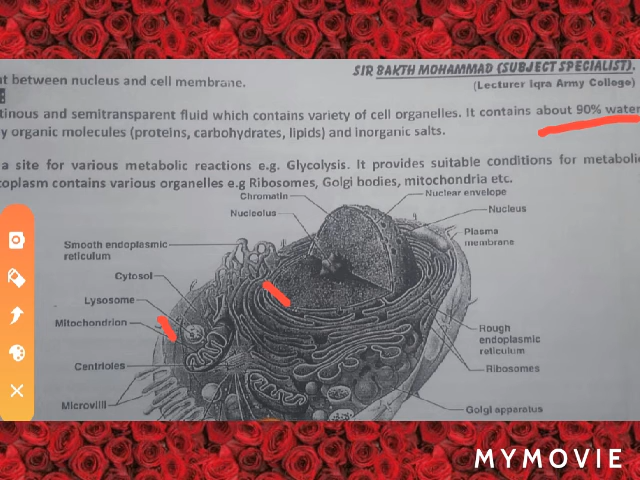 SIR BAKTH MOHAMMAD (SUBJECT SPECIALIST).
(Lecturer Iqra Army College)
between nucleus and cell membrane.
tinous and semitransparent fluid which contains variety of cell organelles. It contains about 90% water
y organic molecules (proteins, carbohydrates, lipids) and inorganic salts.
a site for various metabolic reactions e.g. Glycolysis. It provides suitable conditions for metabolic
toplasm contains various organelles e.g Ribosomes, Golgi bodies, mitochondria etc.
Chromatin
Nuclear envelope
Nucleolus
Nucleus
Plasma
membrane
Smooth endoplasmic
reticulum
Cytosol
Lysosome
Mitochondrian
Rough
endoplasmic
reticulum
Centrioles
Ribosomes
Microvilli
Golgi apparatus
MYMOVIE